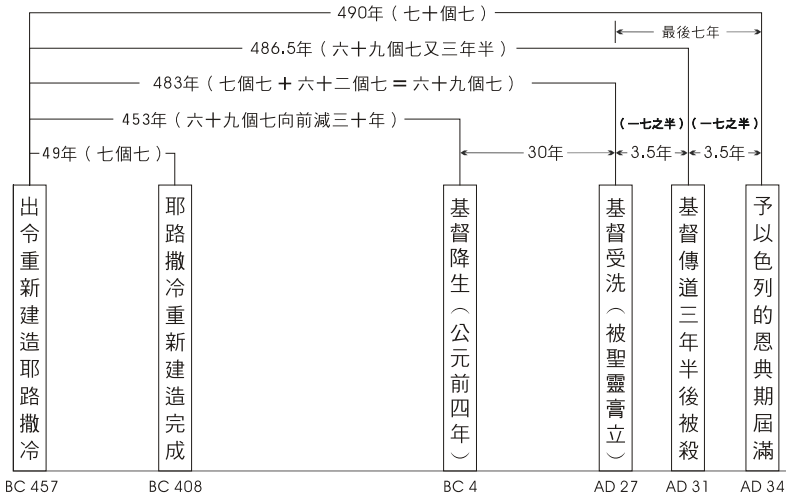 490年（七十個七）
最後七年
486.5年（六十九個七又三年半）
483年（七個七 + 六十二個七 = 六十九個七）
453年（六十九個七向前減三十年）
（一七之半）
（一七之半）
49年（七個七）
30年
3.5年
3.5年
出令重新建造耶路撒冷
耶路撒冷重新建造完成
基督降生（公元前四年）
基督受洗（被聖靈膏立）
基督傳道三年半後被殺
予以色列的恩典期屆滿
BC 457
BC 408
BC 4
AD 27
AD 31
AD 34